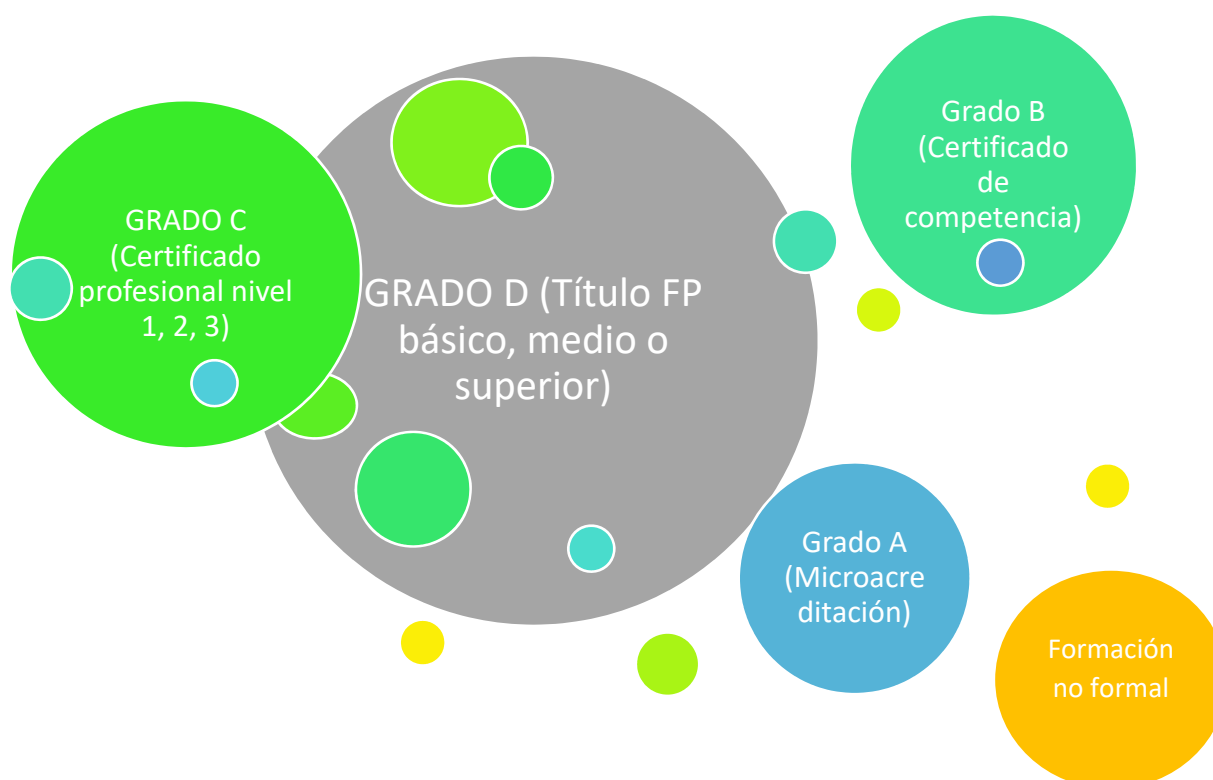 GRADO C
(Certificado
profesional nivel
1, 2, 3)
GRADO D (Título FP
básico, medio o
superior)
Grado B
(Certificado
de
competencia)
Grado A
(Microacre
ditación)
Formación
no formal